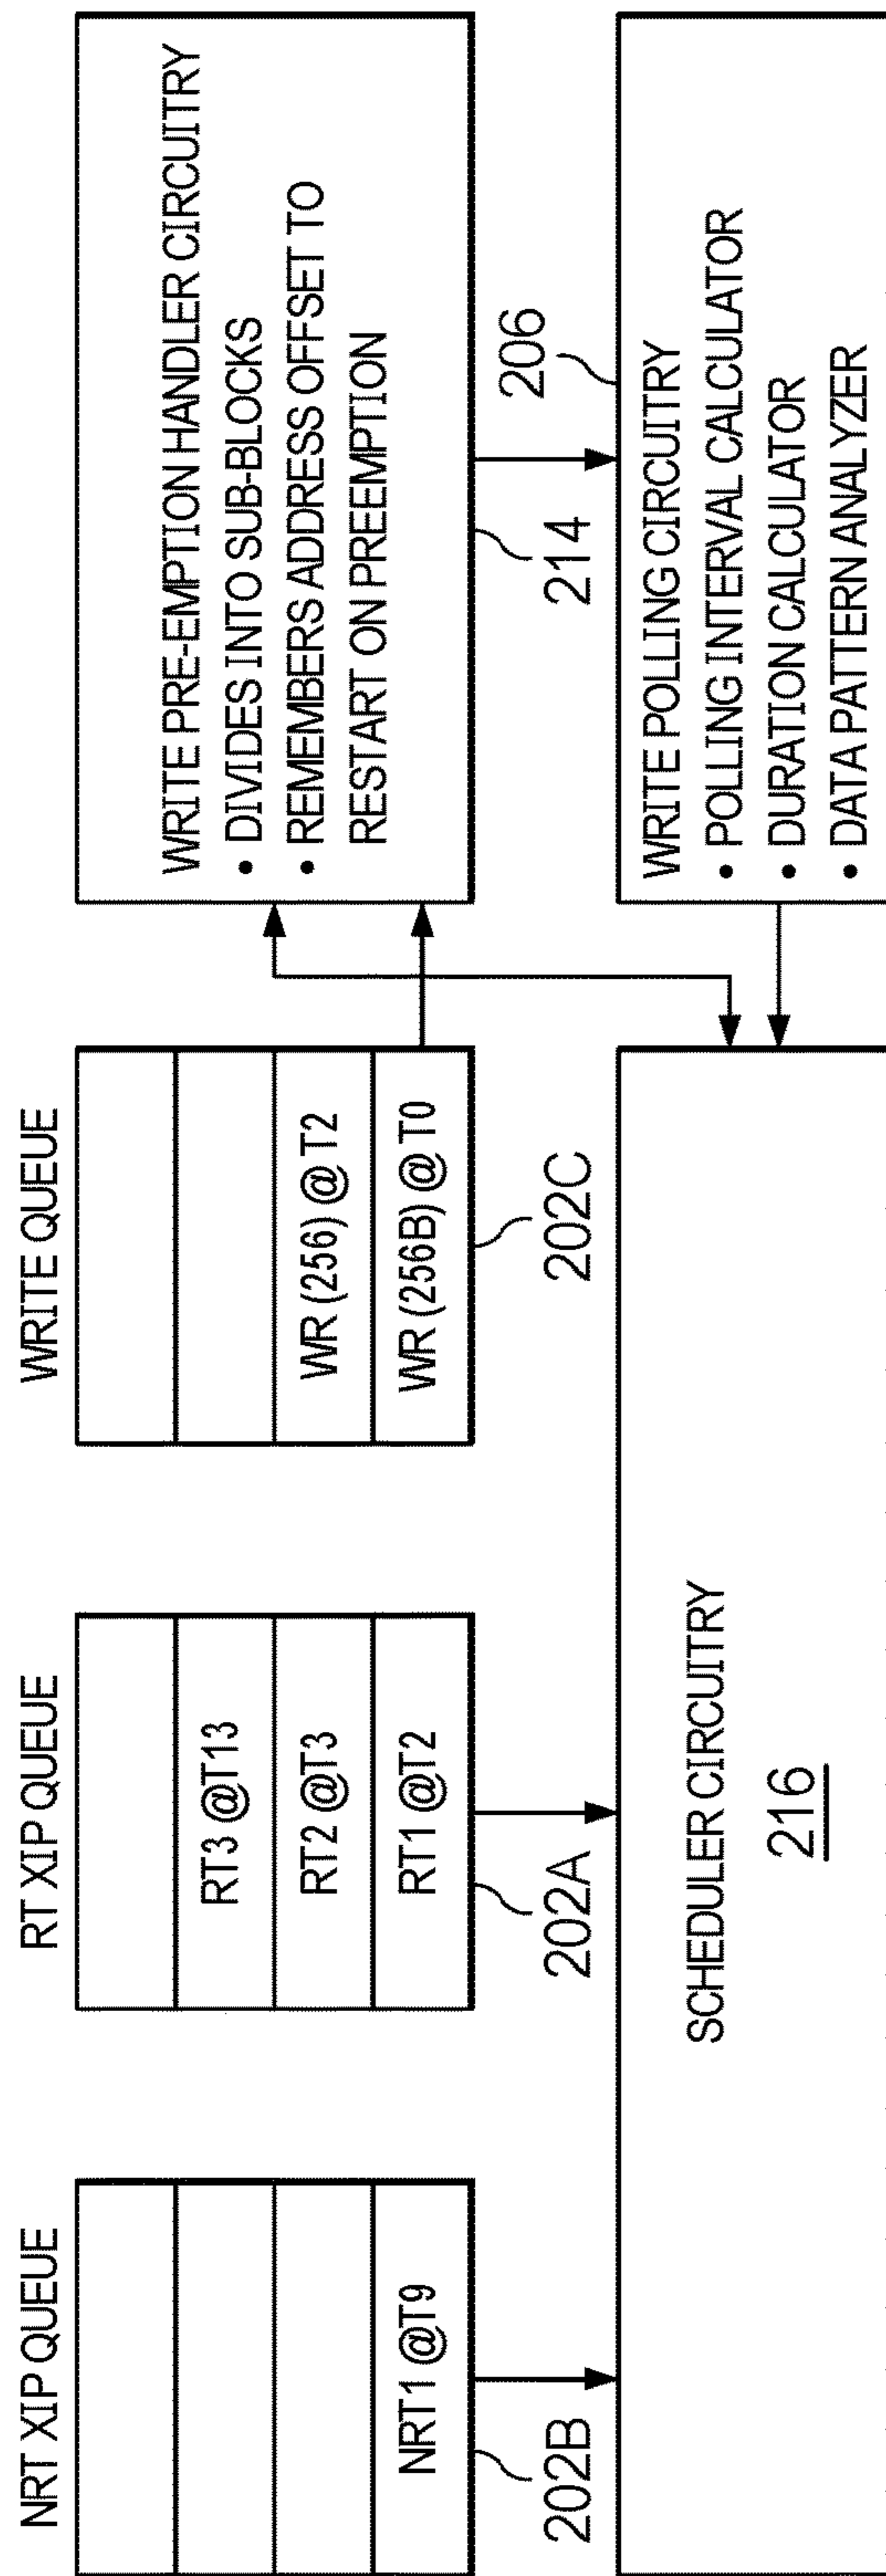 NRT XIP QUEUE
NRT1 @T9
202B
RT XIP QUEUE
RT3 @T13
RT2 @T3
RT1 @T2
202A
WRITE QUEUE
WR (256) @ T2
WR (256B) @ T0
202C
WRITE PRE-EMPTION HANDLER CIRCUITRY
• DIVIDES INTO SUB-BLOCKS
• REMEMBERS ADDRESS OFFSET TO
RESTART ON PREEMPTION
214
206
SCHEDULER CIRCUITRY
216
WRITE POLLING CIRCUITRY
• POLLING INTERVAL CALCULATOR
• DURATION CALCULATOR
• DATA PATTERN ANALYZER